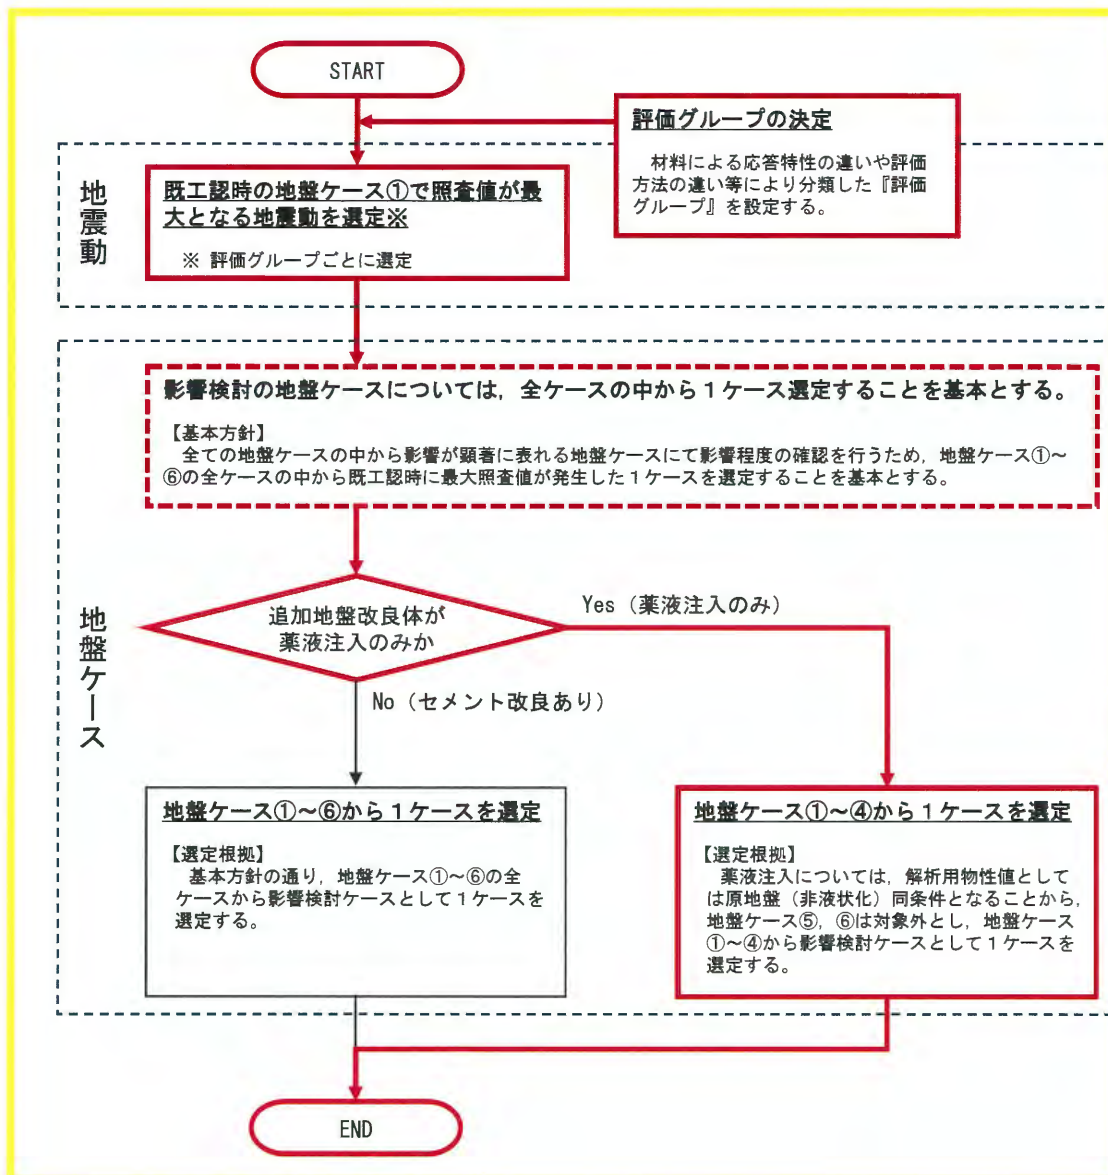 START
評価グループの決定
材料による応答特性の違いや評価
方法の違い等により分類した『評価
グループ』を設定する。
地震動
既工認時の地盤ケース①で照査値が最
大となる地震動を選定※
※ 評価グループごとに選定
影響検討の地盤ケースについては，全ケースの中から１ケース選定することを基本とする。
【基本方針】
全ての地盤ケースの中から影響が顕著に表れる地盤ケースにて影響程度の確認を行うため，地盤ケース①～
⑥の全ケースの中から既工認時に最大照査値が発生した１ケースを選定することを基本とする。
地盤ケース
追加地盤改良体が
薬液注入のみか
Yes（薬液注入のみ）
No（セメント改良あり）
地盤ケース①～⑥から１ケースを選定
【選定根拠】
基本方針の通り，地盤ケース①～⑥の全
ケースから影響検討ケースとして１ケースを
選定する。
地盤ケース①～④から１ケースを選定
【選定根拠】
薬液注入については，解析用物性値として
は原地盤（非液状化）同条件となることから，
地盤ケース⑤，⑥は対象外とし，地盤ケース
①～④から影響検討ケースとして１ケースを
選定する。
END